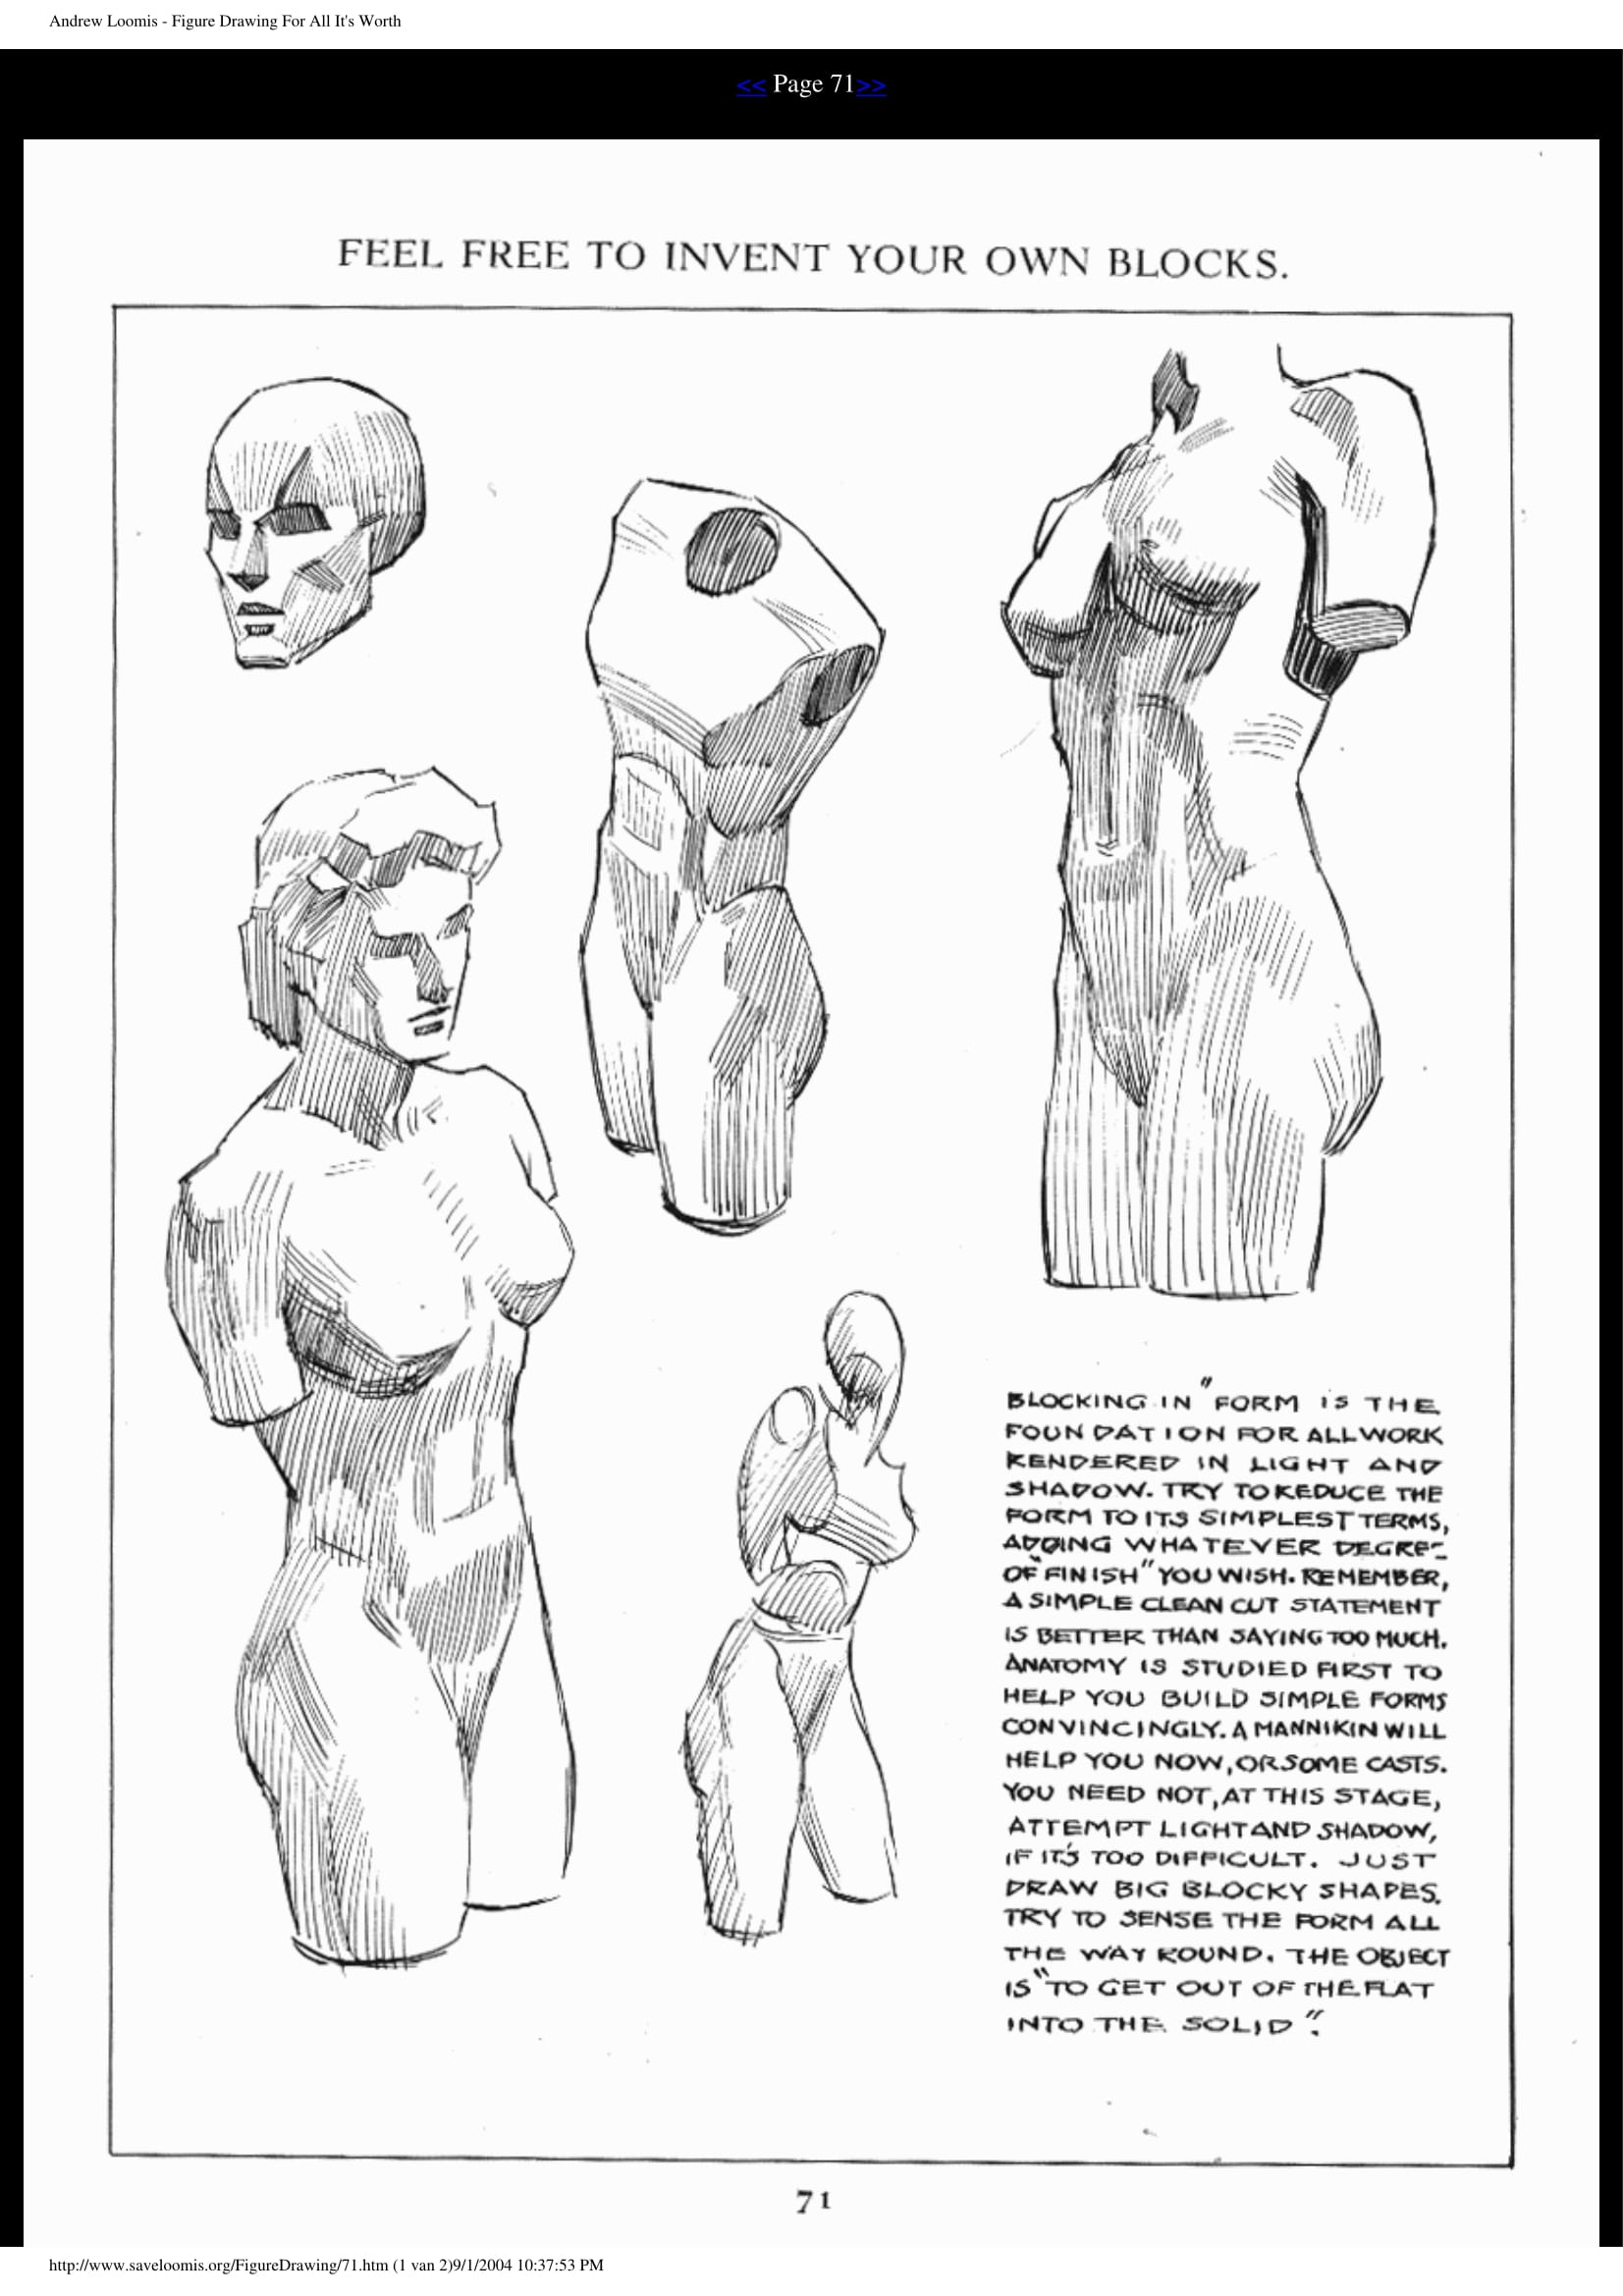 Andrew Loomis - Figure Drawing For All It's Worth
<< Page 71>>
FEEL FREE TO INVENT YOUR OWN BLOCKS.
BLOCKING IN "FORM IS THE
FOUNDATION FOR ALL WORK
RENDERED IN LIGHT AND
SHADOW. TRY TO REDUCE THE
FORM TO ITS SIMPLEST TERMS,
ADDING WHATEVER DEGREE
OF "FINISH" YOU WISH. REMEMBER,
A SIMPLE CLEAN CUT STATEMENT
IS BETTER THAN SAYING TOO MUCH.
ANATOMY IS STUDIED FIRST TO
HELP YOU BUILD SIMPLE FORMS
CONVINCINGLY. A MANNIKIN WILL
HELP YOU NOW, OR SOME CASTS.
YOU NEED NOT, AT THIS STAGE,
ATTEMPT LIGHT AND SHADOW,
IF IT'S TOO DIFFICULT. JUST
DRAW BIG BLOCKY SHAPES.
TRY TO SENSE THE FORM ALL
THE WAY ROUND. THE OBJECT
IS "TO GET OUT OF THE FLAT
INTO THE SOLID".
71
http://www.saveloomis.org/FigureDrawing/71.htm (1 van 2)9/1/2004 10:37:53 PM